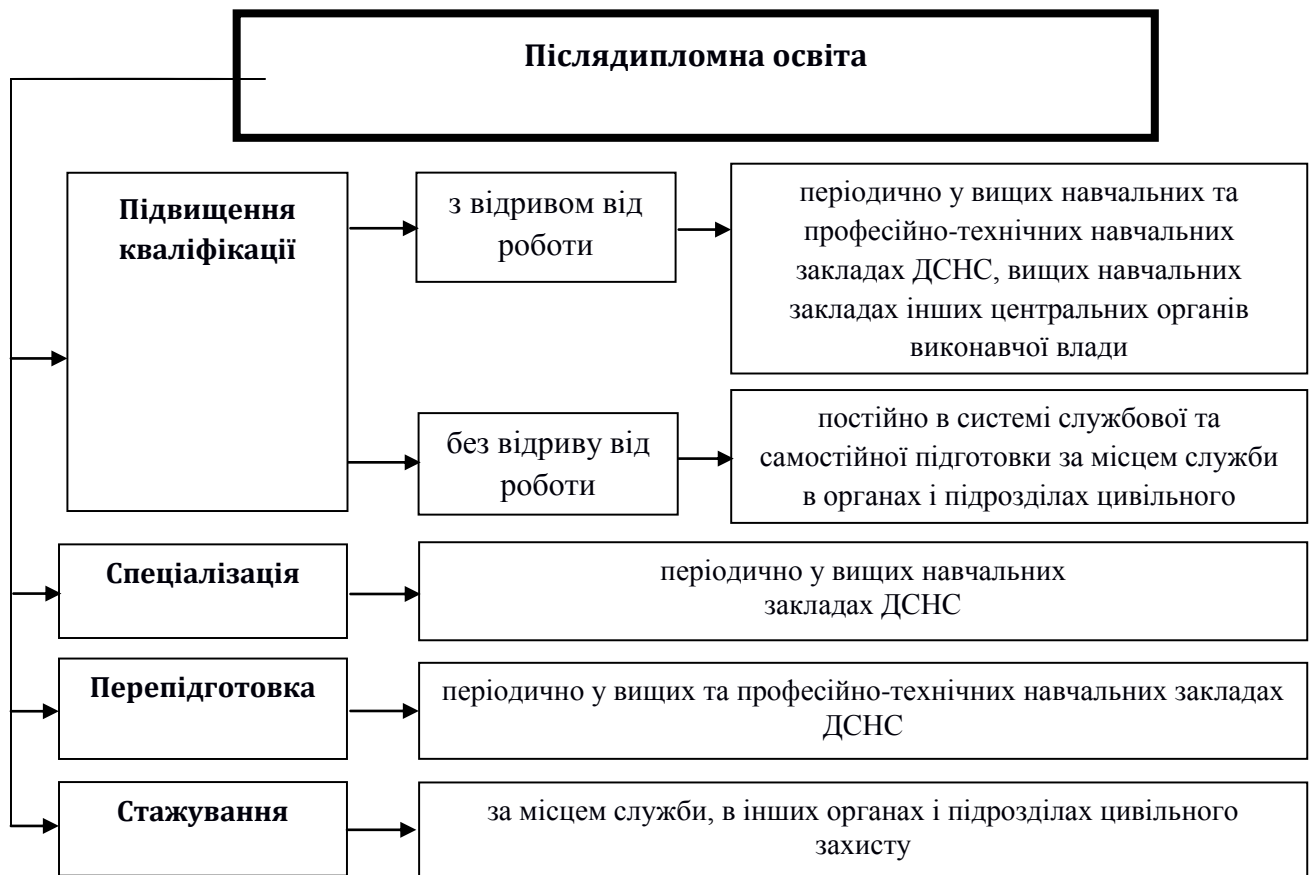 Післядипломна освіта
Підвищення
кваліфікації
з відривом від
роботи
періодично у вищих навчальних та
професійно-технічних навчальних
закладах ДСНС, вищих навчальних
закладах інших центральних органів
виконавчої влади
без відриву від
роботи
постійно в системі службової та
самостійної підготовки за місцем служби
в органах і підрозділах цивільного
Спеціалізація
періодично у вищих навчальних
закладах ДСНС
Перепідготовка
періодично у вищих та професійно-технічних навчальних закладах
ДСНС
Стажування
за місцем служби, в інших органах і підрозділах цивільного
захисту